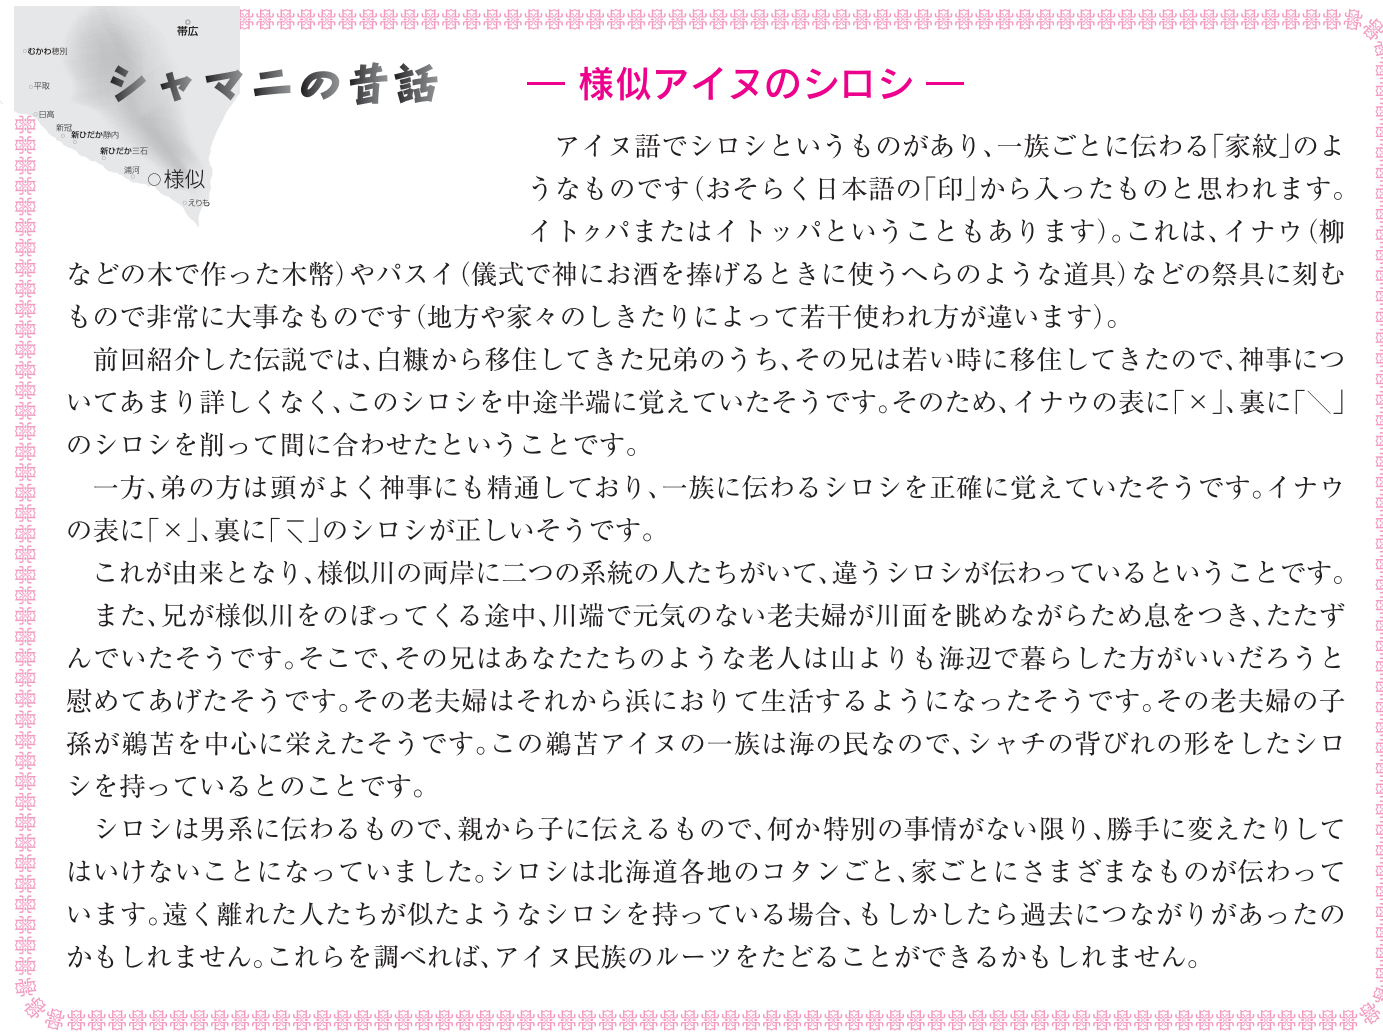 帯広
むかわ穂別
平取
日高
新冠
新ひだか静内
新ひだか三石
浦河
様似
えりも
シャマニの昔話
― 様似アイヌのシロシ ―
アイヌ語でシロシというものがあり、一族ごとに伝わる「家紋」のよ
うなものです（おそらく日本語の「印」から入ったものと思われます。
イトゥパまたはイトッパということもあります）。これは、イナウ（柳
などの木で作った木幣）やパスイ（儀式で神にお酒を捧げるときに使うへらのような道具）などの祭具に刻む
もので非常に大事なものです（地方や家々のしきたりによって若干使われ方が違います）。
前回紹介した伝説では、白糠から移住してきた兄弟のうち、その兄は若い時に移住してきたので、神事につ
いてあまり詳しくなく、このシロシを中途半端に覚えていたそうです。そのため、イナウの表に「×」、裏に「＼」
のシロシを削って間に合わせたということです。
一方、弟の方は頭がよく神事にも精通しており、一族に伝わるシロシを正確に覚えていたそうです。イナウ
の表に「×」、裏に「　」のシロシが正しいそうです。
これが由来となり、様似川の両岸に二つの系統の人たちがいて、違うシロシが伝わっているということです。
また、兄が様似川をのぼってくる途中、川端で元気のない老夫婦が川面を眺めながらため息をつき、たたず
んでいたそうです。そこで、その兄はあなたたちのような老人は山よりも海辺で暮らした方がいいだろうと
慰めてあげたそうです。その老夫婦はそれから浜におりて生活するようになったそうです。その老夫婦の子
孫が鵜苫を中心に栄えたそうです。この鵜苫アイヌの一族は海の民なので、シャチの背びれの形をしたシロ
シを持っているとのことです。
シロシは男系に伝わるもので、親から子に伝えるもので、何か特別の事情がない限り、勝手に変えたりして
はいけないことになっていました。シロシは北海道各地のコタンごと、家ごとにさまざまなものが伝わって
います。遠く離れた人たちが似たようなシロシを持っている場合、もしかしたら過去につながりがあったの
かもしれません。これらを調べれば、アイヌ民族のルーツをたどることができるかもしれません。